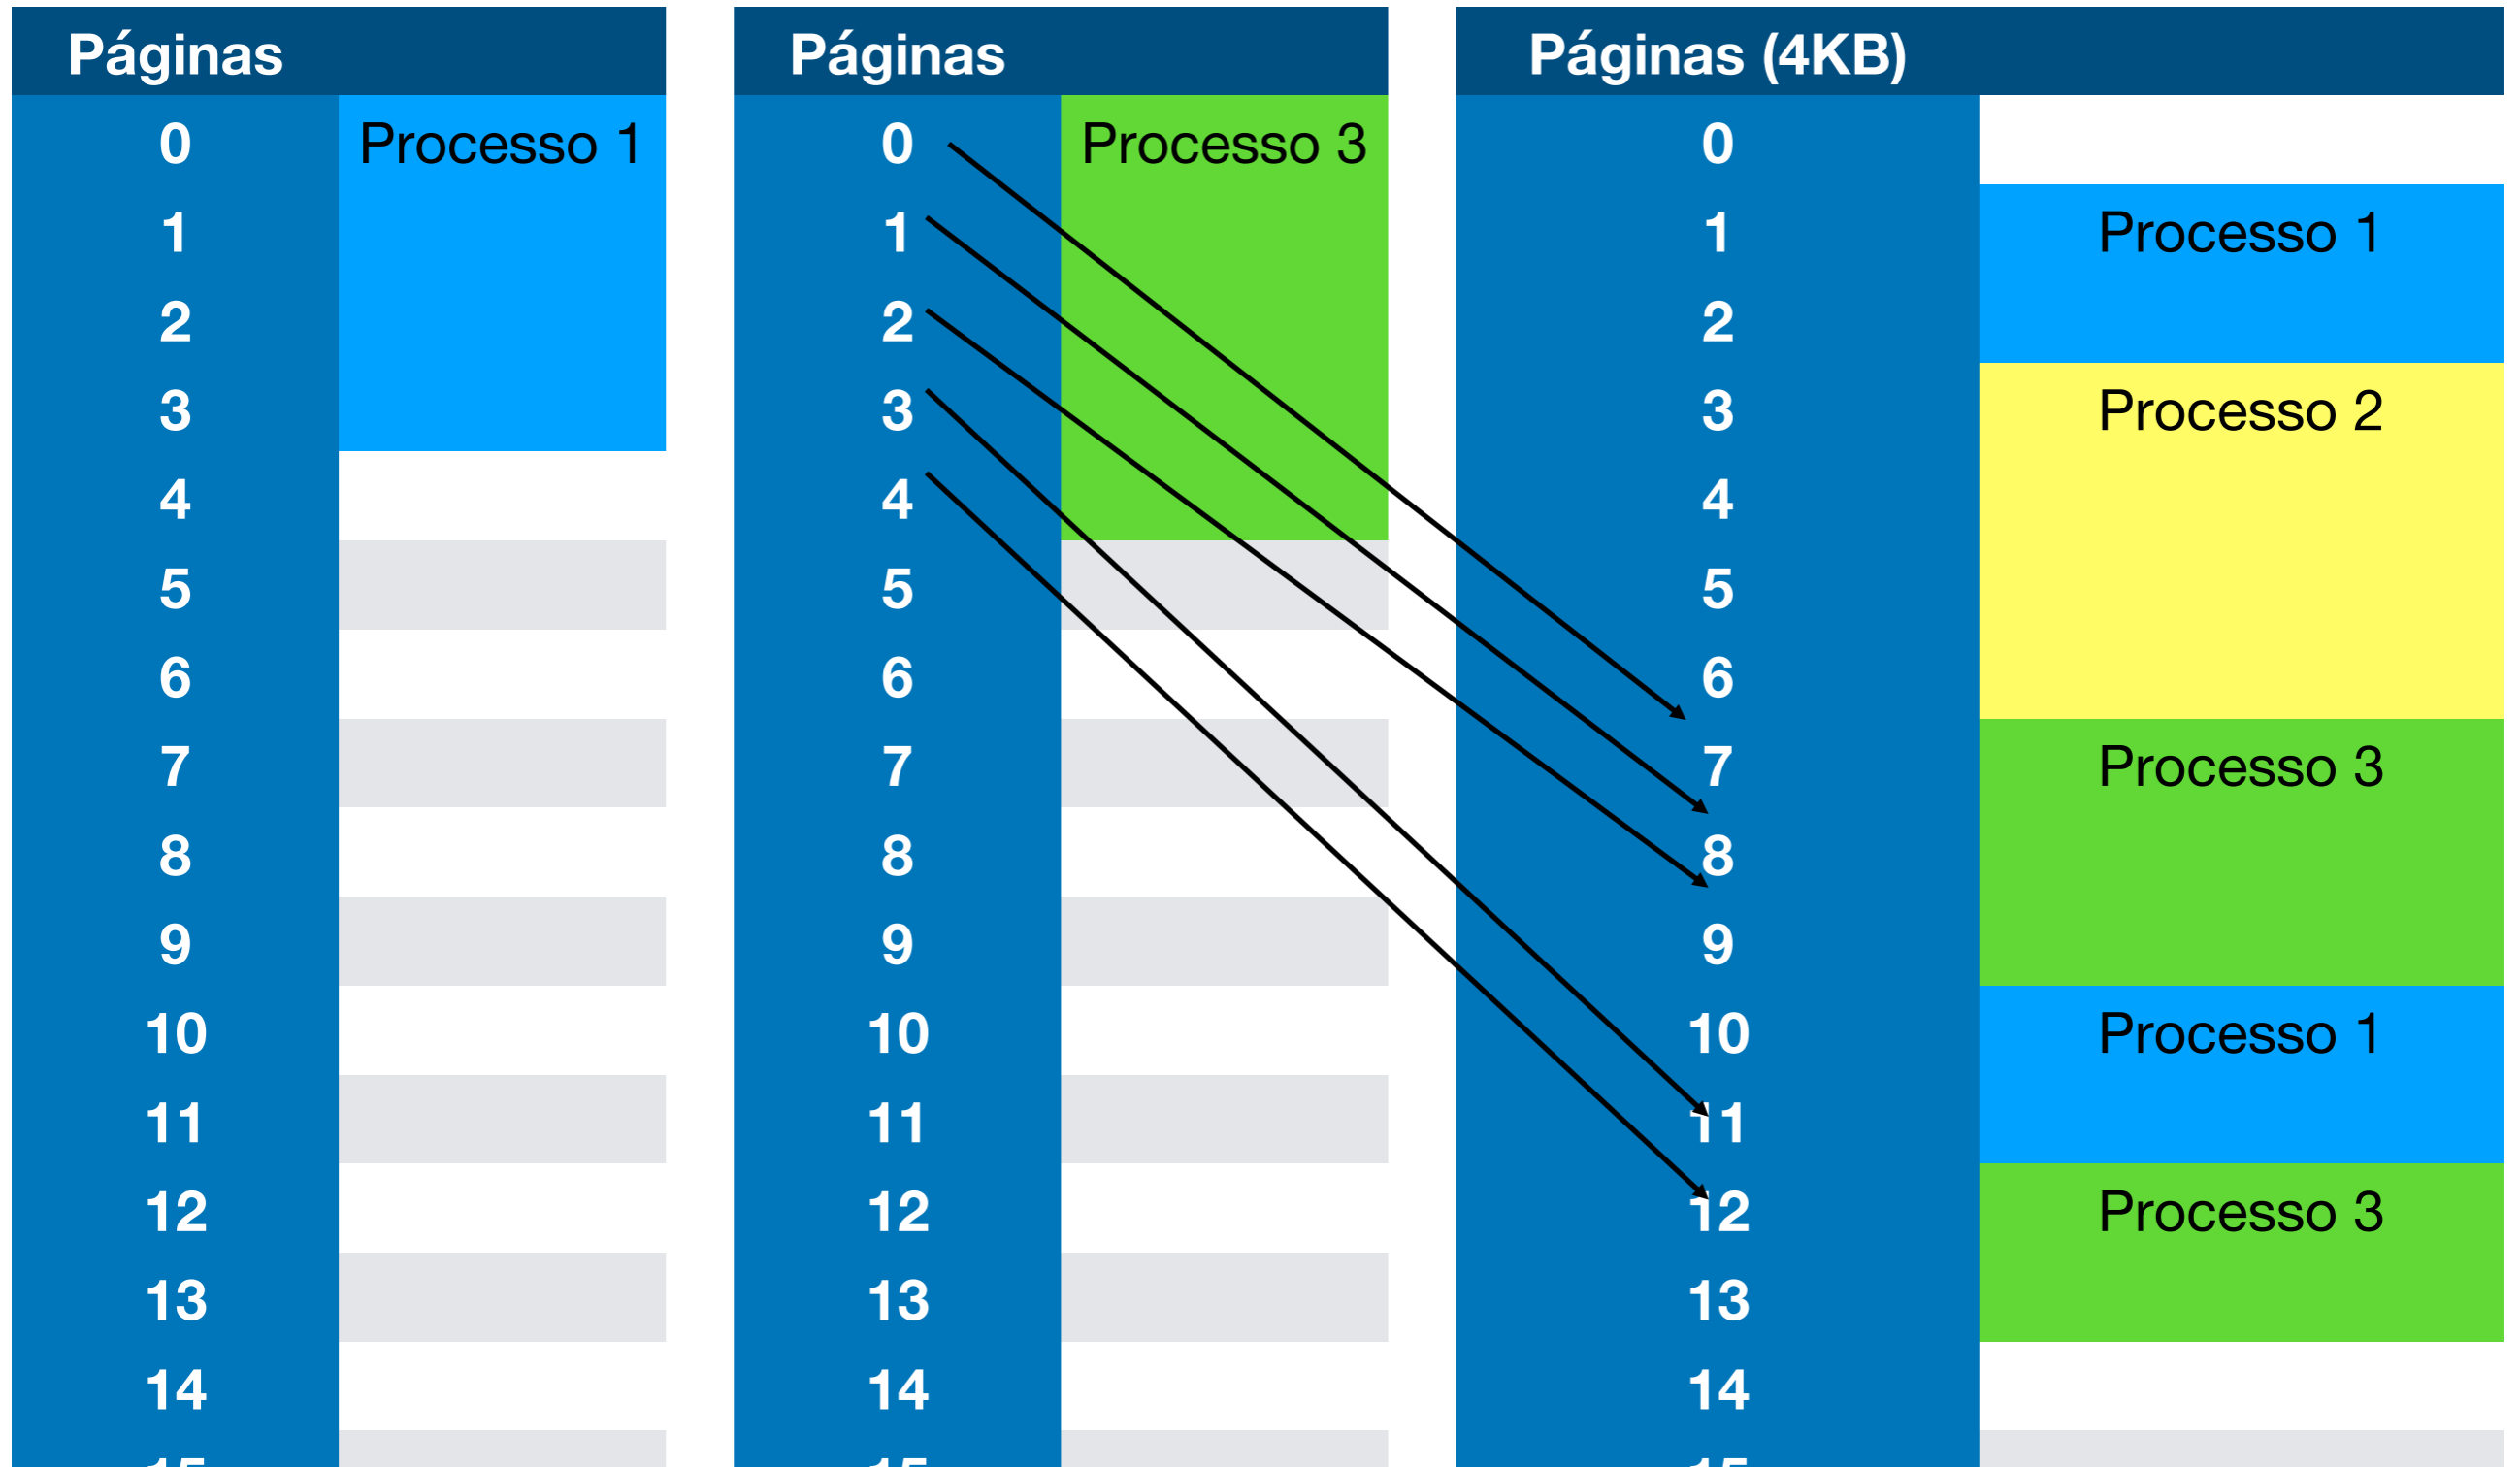 Páginas Páginas Páginas (4KB)
0 Processo 1 0 Processo 3 0
1 1 1 Processo 1
2 2 2
3 3 3 Processo 2
4 4 4
5 5 5
6 6 6
7 7 7 Processo 3
8 8 8
9 9 9
10 10 10 Processo 1
11 11 11
12 12 12 Processo 3
13 13 13
14 14 14
15 15 15